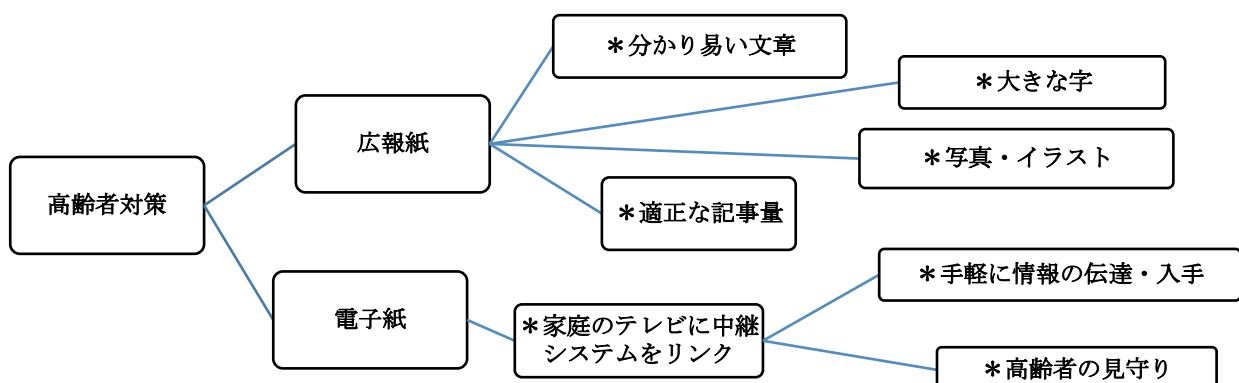 高齢者対策
広報紙
＊分かり易い文章
＊大きな字
＊写真・イラスト
＊適正な記事量
電子紙
＊家庭のテレビに中継
システムをリンク
＊手軽に情報の伝達・入手
＊高齢者の見守り